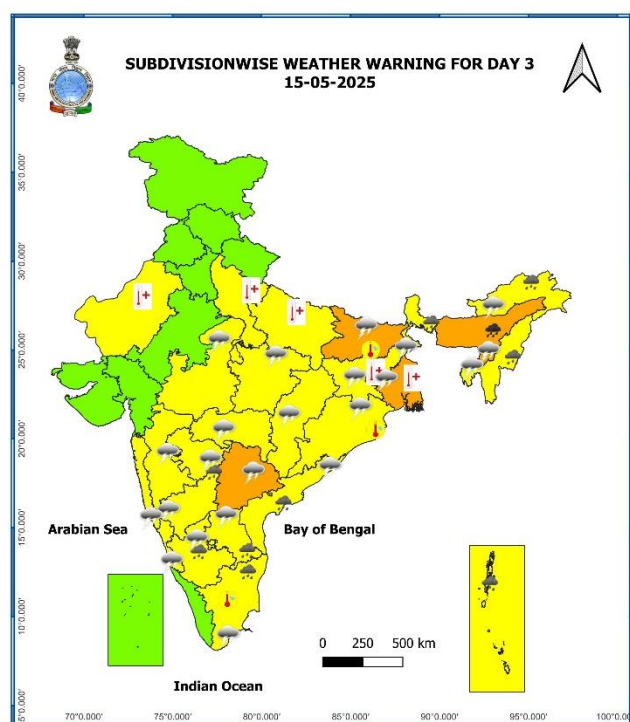 SUBDIVISIONWISE WEATHER WARNING FOR DAY 3
15-05-2025
40°0.000'
35°0.000'
30°0.000'
25°0.000'
20°0.000'
15°0.000'
10°0.000'
5°0.000'
Arabian Sea
Bay of Bengal
0 250 500 km
Indian Ocean
70°0.000' 75°0.000' 80°0.000' 85°0.000' 90°0.000' 95°0.000' 100°0.0